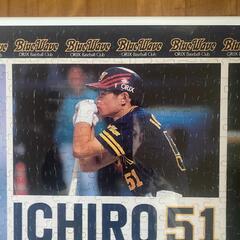 BlueWave BlueWave BlueWave BlueWave
ORIX Baseball Club ORIX Baseball Club ORIX Baseball Club ORIX Baseball Club
ORIX
51
ICHIRO 51